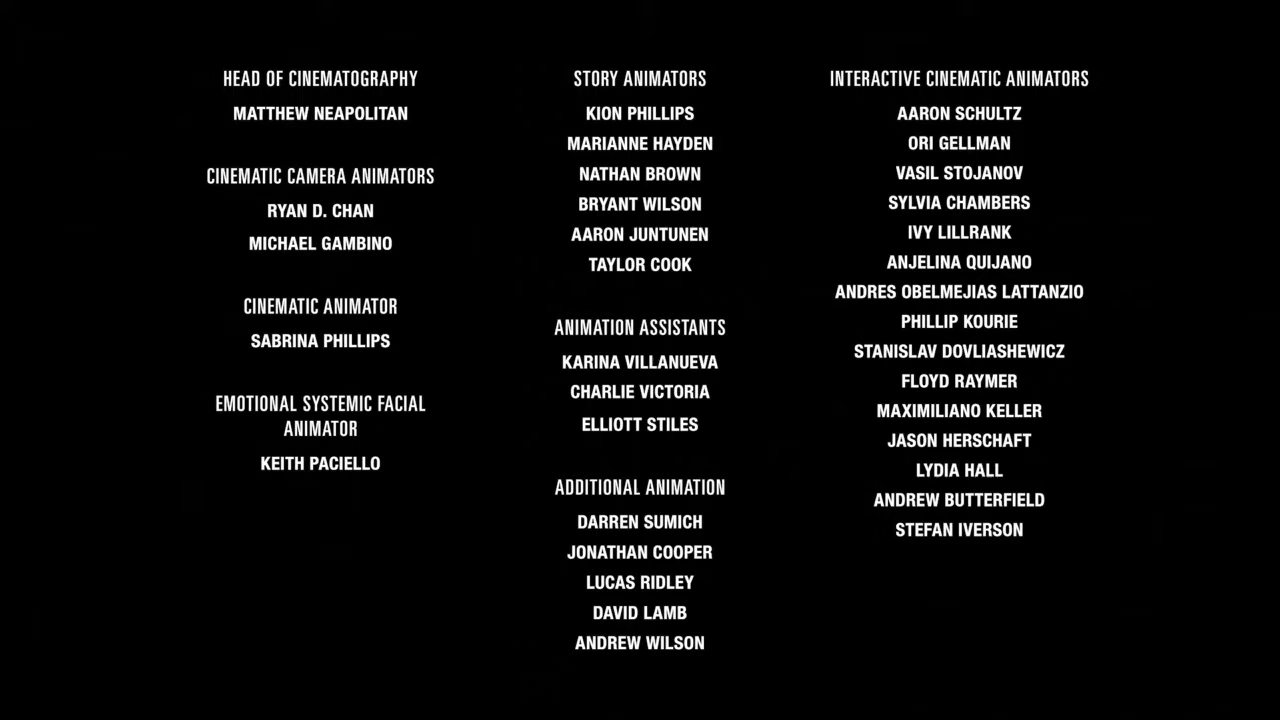 HEAD OF CINEMATOGRAPHY
MATTHEW NEAPOLITAN
CINEMATIC CAMERA ANIMATORS
RYAN D. CHAN
MICHAEL GAMBINO
CINEMATIC ANIMATOR
SABRINA PHILLIPS
EMOTIONAL SYSTEMIC FACIAL
ANIMATOR
KEITH PACIELLO
STORY ANIMATORS
KION PHILLIPS
MARIANNE HAYDEN
NATHAN BROWN
BRYANT WILSON
AARON JUNTUNEN
TAYLOR COOK
ANIMATION ASSISTANTS
KARINA VILLANUEVA
CHARLIE VICTORIA
ELLIOTT STILES
ADDITIONAL ANIMATION
DARREN SUMICH
JONATHAN COOPER
LUCAS RIDLEY
DAVID LAMB
ANDREW WILSON
INTERACTIVE CINEMATIC ANIMATORS
AARON SCHULTZ
ORI GELLMAN
VASIL STOJANOV
SYLVIA CHAMBERS
IVY LILLRANK
ANJELINA QUIJANO
ANDRES OBELMEJIAS LATTANZIO
PHILLIP KOURIE
STANISLAV DOVLIASHEWICZ
FLOYD RAYMER
MAXIMILIANO KELLER
JASON HERSCHAFT
LYDIA HALL
ANDREW BUTTERFIELD
STEFAN IVERSON